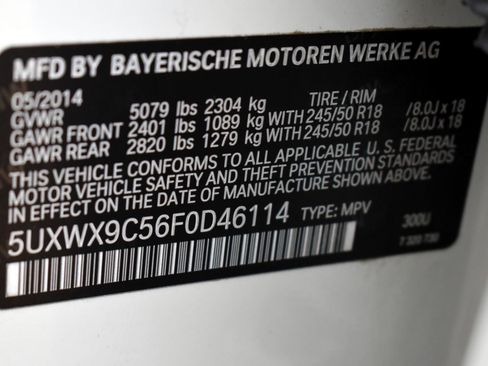 MFD BY BAYERISCHE MOTOREN WERKE AG
05/2014 TIRE / RIM
GVWR 5079 lbs 2304 kg
GAWR FRONT 2401 lbs 1089 kg WITH 245/50 R18 /8.0J x 18
GAWR REAR 2820 lbs 1279 kg WITH 245/50 R18 /8.0J x 18
THIS VEHICLE CONFORMS TO ALL APPLICABLE U. S. FEDERAL
MOTOR VEHICLE SAFETY AND THEFT PREVENTION STANDARDS
IN EFFECT ON THE DATE OF MANUFACTURE SHOWN ABOVE.
5UXWX9C56F0D46114 TYPE: MPV 300U
7 320 730